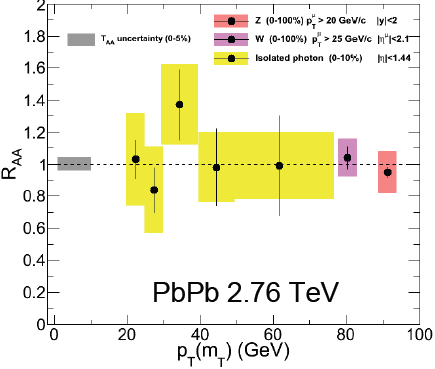 Z (0-100%) p_T^μ > 20 GeV/c |y|<2
T_AA uncertainty (0-5%)
W (0-100%) p_T^μ > 25 GeV/c |η^μ|<2.1
Isolated photon (0-10%) |η|<1.44
2
1.8
1.6
1.4
1.2
1
0.8
0.6
0.4
0.2
0
R_AA
PbPb 2.76 TeV
0 20 40 60 80 100
p_T(m_T) (GeV)